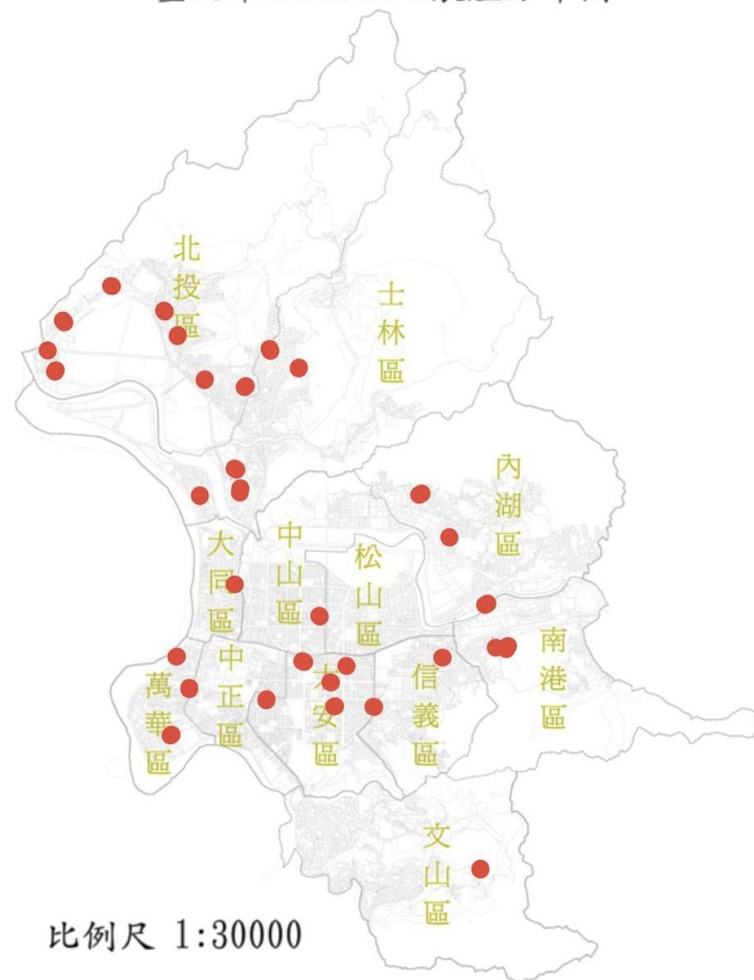 北投區
士林區
內湖區
大同區
中山區
松山區
南港區
中正區
萬華區
大安區
信義區
文山區
比例尺 1:30000